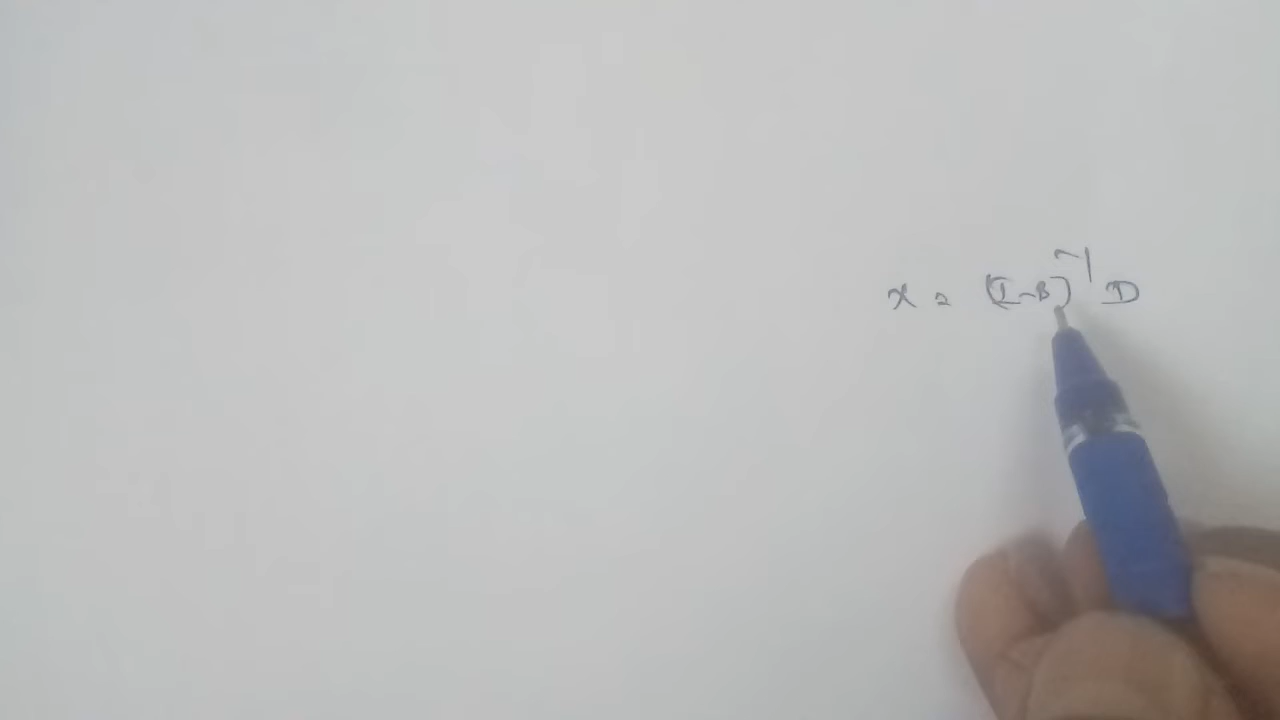 x = (I-B)^-1 D